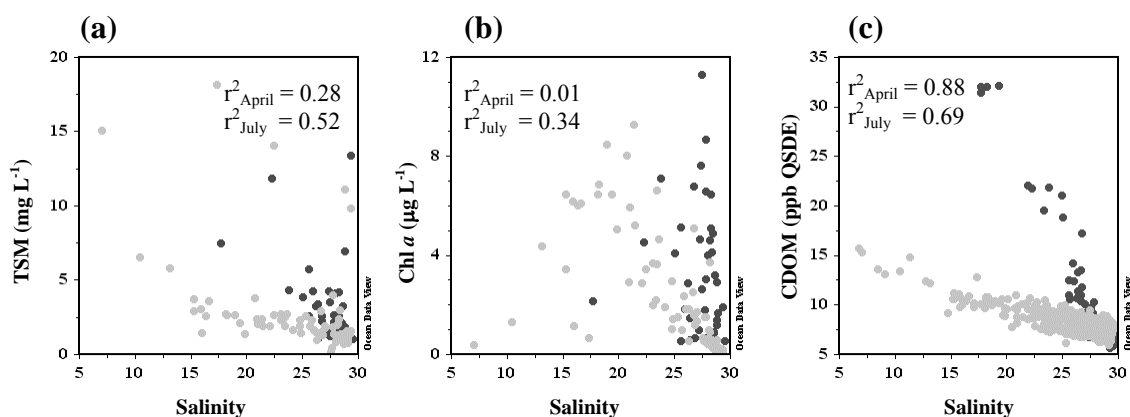 (a)
20
15
10
5
0
5 10 15 20 25 30
TSM (mg L⁻¹)
Salinity
r²April = 0.28
r²July = 0.52
Ocean Data View
(b)
12
9
6
3
0
5 10 15 20 25 30
Chl a (µg L⁻¹)
Salinity
r²April = 0.01
r²July = 0.34
Ocean Data View
(c)
35
30
25
20
15
10
5
5 10 15 20 25 30
CDOM (ppb QSDE)
Salinity
r²April = 0.88
r²July = 0.69
Ocean Data View